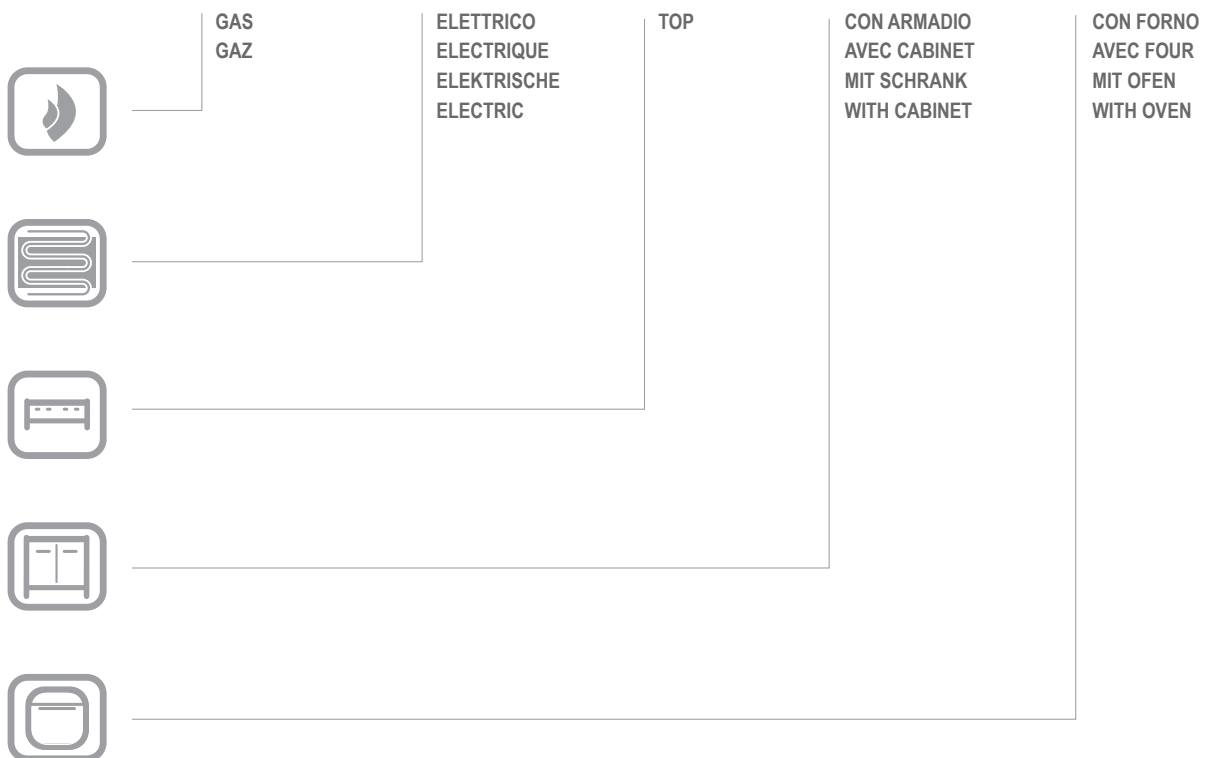 GAS
GAZ
ELETTRICO
ELECTRIQUE
ELEKTRISCHE
ELECTRIC
TOP
CON ARMADIO
AVEC CABINET
MIT SCHRANK
WITH CABINET
CON FORNO
AVEC FOUR
MIT OFEN
WITH OVEN